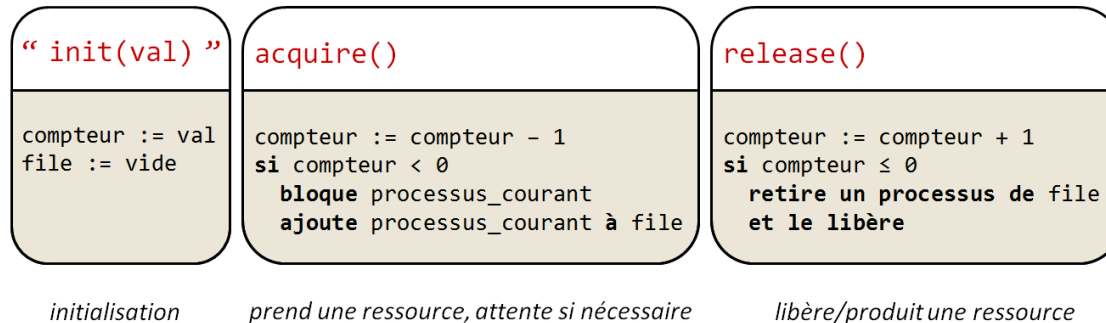 “ init(val) ”
compteur := val
file := vide
initialisation
acquire()
compteur := compteur – 1
si compteur < 0
bloque processus_courant
ajoute processus_courant à file
prend une ressource, attente si nécessaire
release()
compteur := compteur + 1
si compteur ≤ 0
retire un processus de file
et le libère
libère/produit une ressource